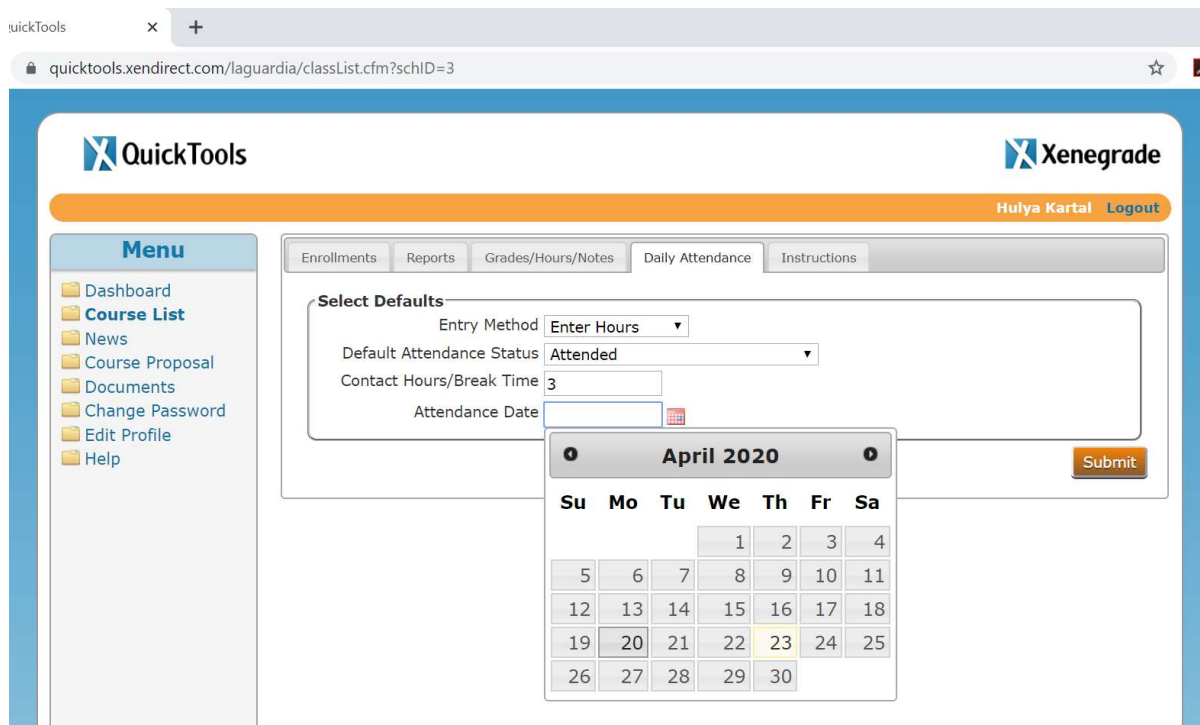 QuickTools
quicktools.xendirect.com/laguardia/classList.cfm?schID=3
QuickTools
Xenegrade
Hulya Kartal Logout
Menu
Dashboard
Course List
News
Course Proposal
Documents
Change Password
Edit Profile
Help
Enrollments Reports Grades/Hours/Notes Daily Attendance Instructions
Select Defaults
Entry Method Enter Hours
Default Attendance Status Attended
Contact Hours/Break Time 3
Attendance Date
April 2020
Su Mo Tu We Th Fr Sa
1 2 3 4
5 6 7 8 9 10 11
12 13 14 15 16 17 18
19 20 21 22 23 24 25
26 27 28 29 30
Submit